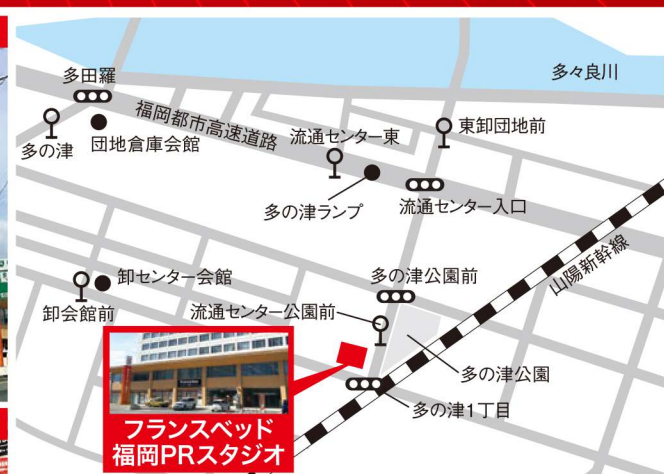 多々良川
多田羅
福岡都市高速道路
多の津
団地倉庫会館
流通センター東
東卸団地前
多の津ランプ
流通センター入口
山陽新幹線
卸センター会館
卸会館前
多の津公園前
流通センター公園前
多の津公園
多の津1丁目
フランスベッド
福岡PRスタジオ